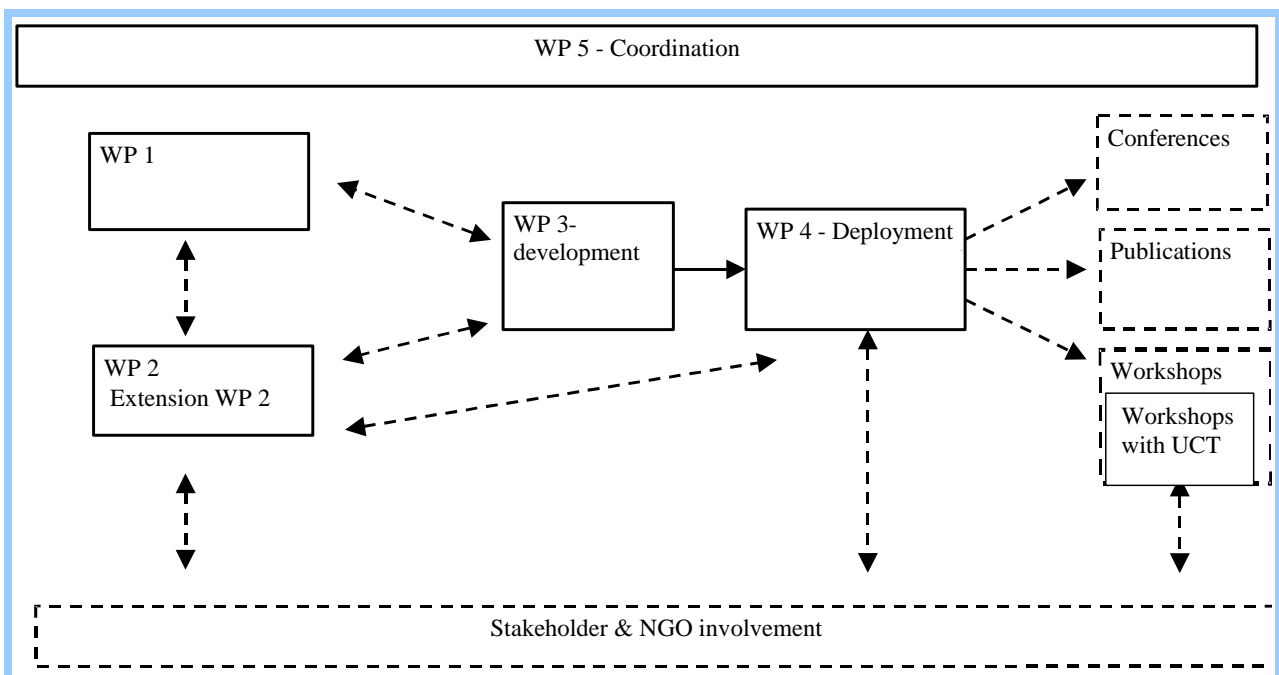 WP 5 - Coordination
WP 1
Conferences
WP 3-
development
WP 4 - Deployment
Publications
WP 2
Extension WP 2
Workshops
Workshops
with UCT
Stakeholder & NGO involvement